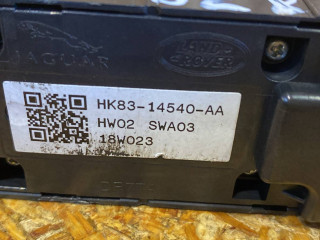 JAGUAR
LAND
ROVER
HK83-14540-AA
HW02 SWA03
18W023